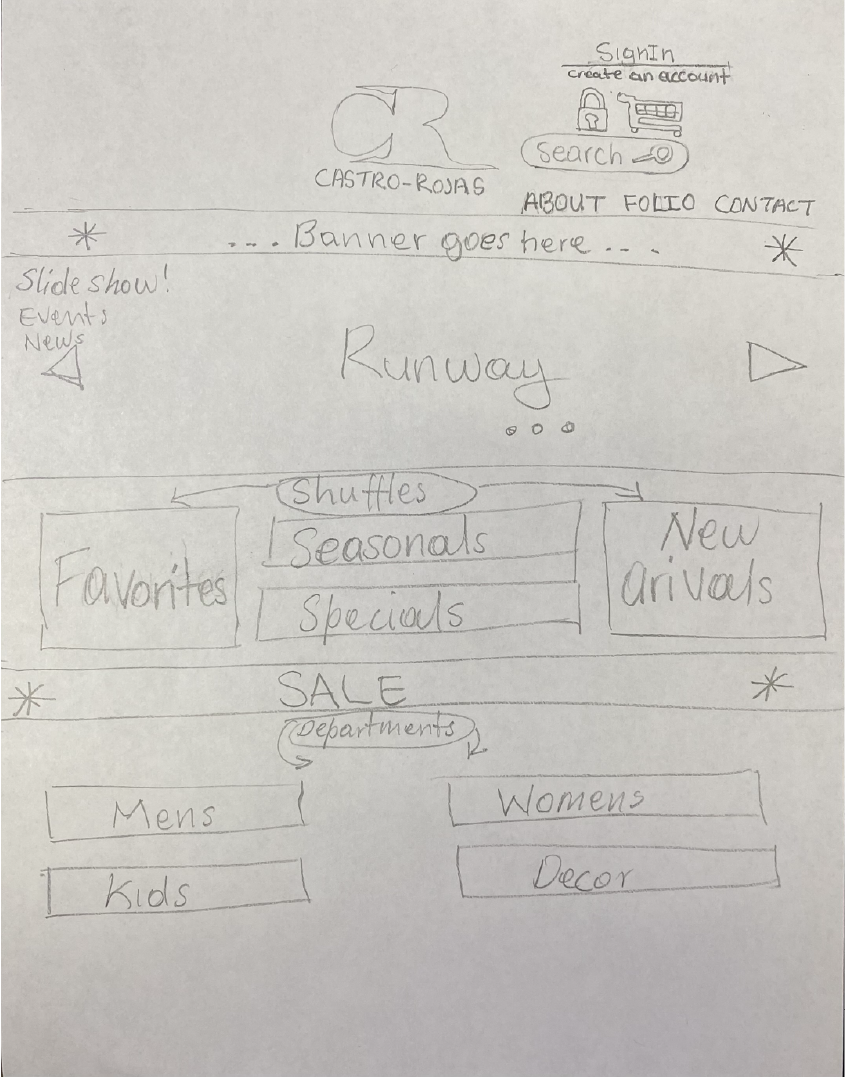 SignIn
create an account
CR
Search
CASTRO-ROJAS
ABOUT FOLIO CONTACT
... Banner goes here ...
Slide show!
Events
News
Runway
Shuffles
Favorites
Seasonals
Specials
New
arivals
SALE
Departments
Mens
Womens
Kids
Decor